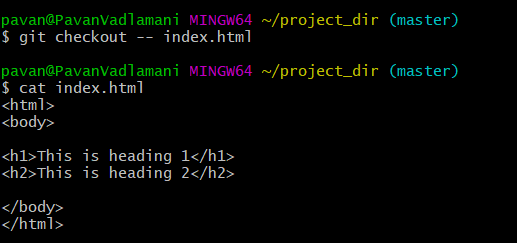 pavan@PavanVadlamani MINGW64 ~/project_dir (master)
$ git checkout -- index.html
pavan@PavanVadlamani MINGW64 ~/project_dir (master)
$ cat index.html
<html>
<body>
<h1>This is heading 1</h1>
<h2>This is heading 2</h2>
</body>
</html>